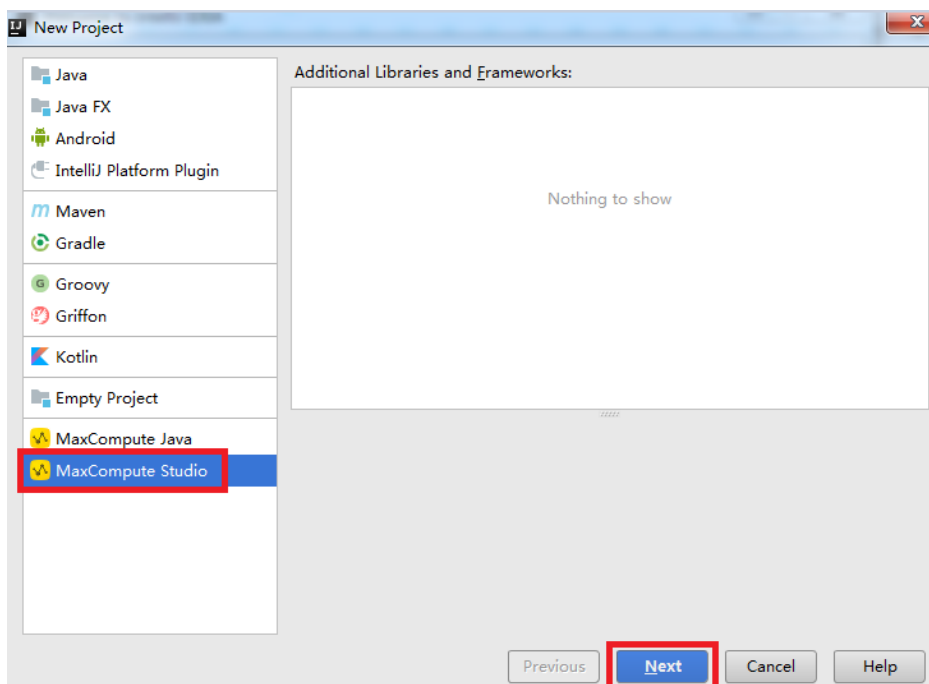 New Project
Java
Java FX
Android
IntelliJ Platform Plugin
Maven
Gradle
Groovy
Griffon
Kotlin
Empty Project
MaxCompute Java
MaxCompute Studio
Additional Libraries and Frameworks:
Nothing to show
Previous
Next
Cancel
Help